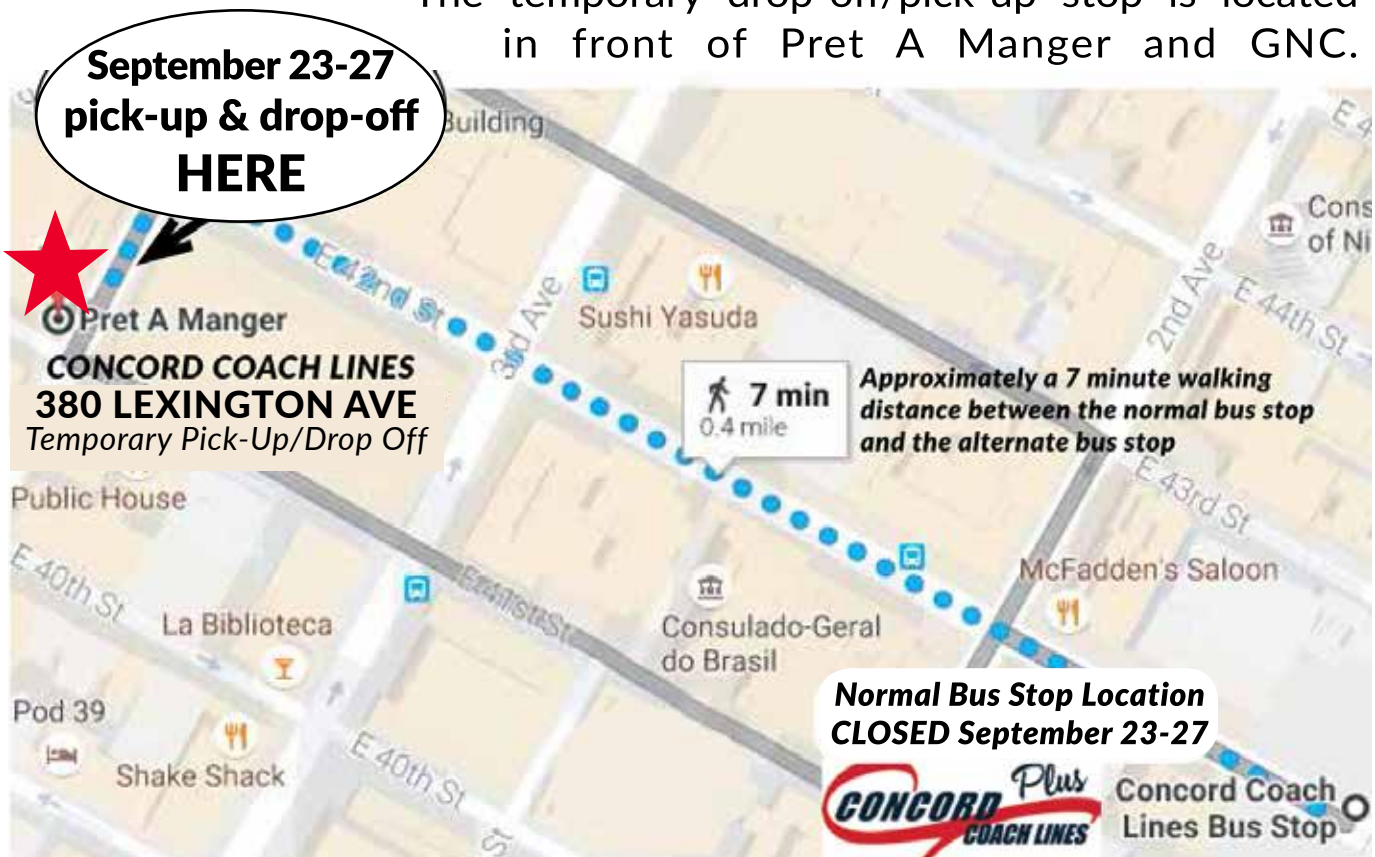 The temporary drop-off/pick-up stop is located
in front of Pret A Manger and GNC.
September 23-27
pick-up & drop-off
HERE
Building
E 4
Cons
of Ni
E 42nd St
3rd Ave
Sushi Yasuda
2nd Ave
E 44th St
Pret A Manger
CONCORD COACH LINES
380 LEXINGTON AVE
Temporary Pick-Up/Drop Off
7 min
0.4 mile
Approximately a 7 minute walking
distance between the normal bus stop
and the alternate bus stop
Public House
E 43rd St
E 40th St
E 41st St
McFadden's Saloon
La Biblioteca
Consulado-Geral
do Brasil
Normal Bus Stop Location
CLOSED September 23-27
Pod 39
Shake Shack
E 40th St
St
CONCORD Plus
COACH LINES
Concord Coach
Lines Bus Stop